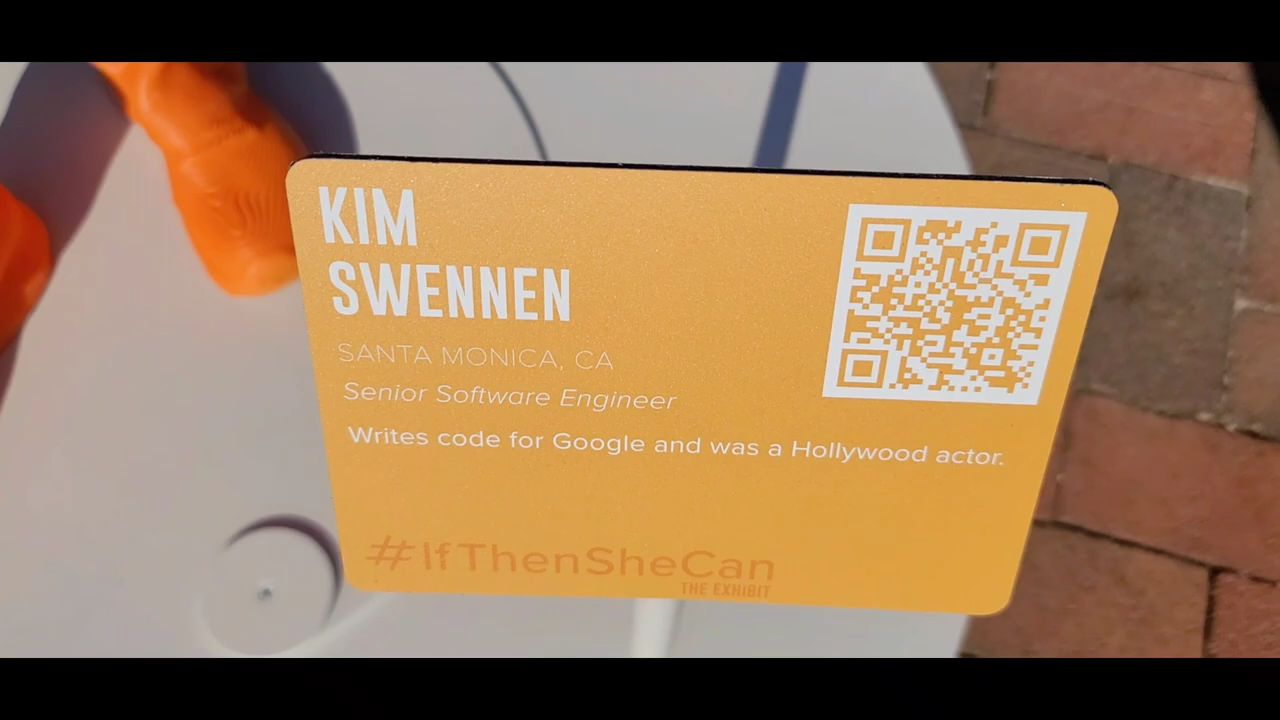 KIM
SWENNEN
SANTA MONICA, CA
Senior Software Engineer
Writes code for Google and was a Hollywood actor.
#IfThenSheCan
THE EXHIBIT